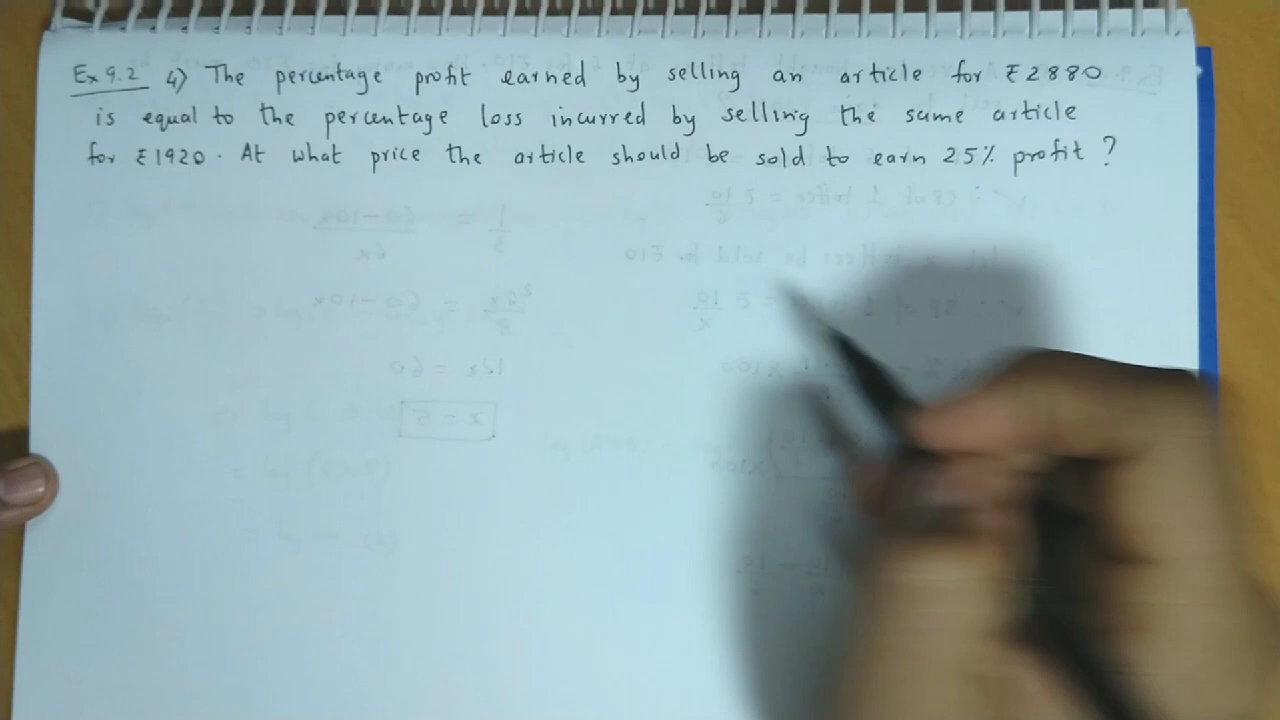 Ex 9.2 4) The percentage profit earned by selling an article for ₹2880
is equal to the percentage loss incurred by selling the same article
for ₹1920. At what price the article should be sold to earn 25% profit ?